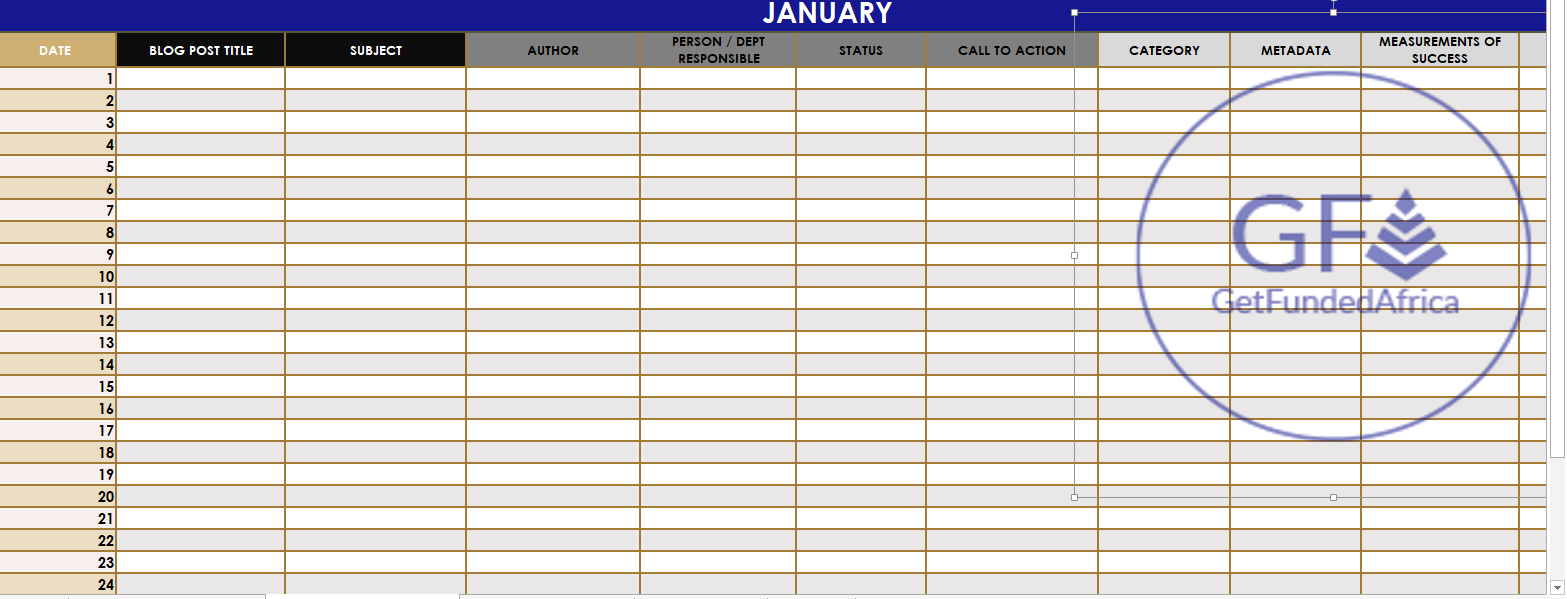 JANUARY
DATE
BLOG POST TITLE
SUBJECT
AUTHOR
PERSON / DEPT
RESPONSIBLE
STATUS
CALL TO ACTION
CATEGORY
METADATA
MEASUREMENTS OF
SUCCESS
1
2
3
4
5
6
7
8
9
10
11
12
13
14
15
16
17
18
19
20
21
22
23
24
GF
GetFundedAfrica